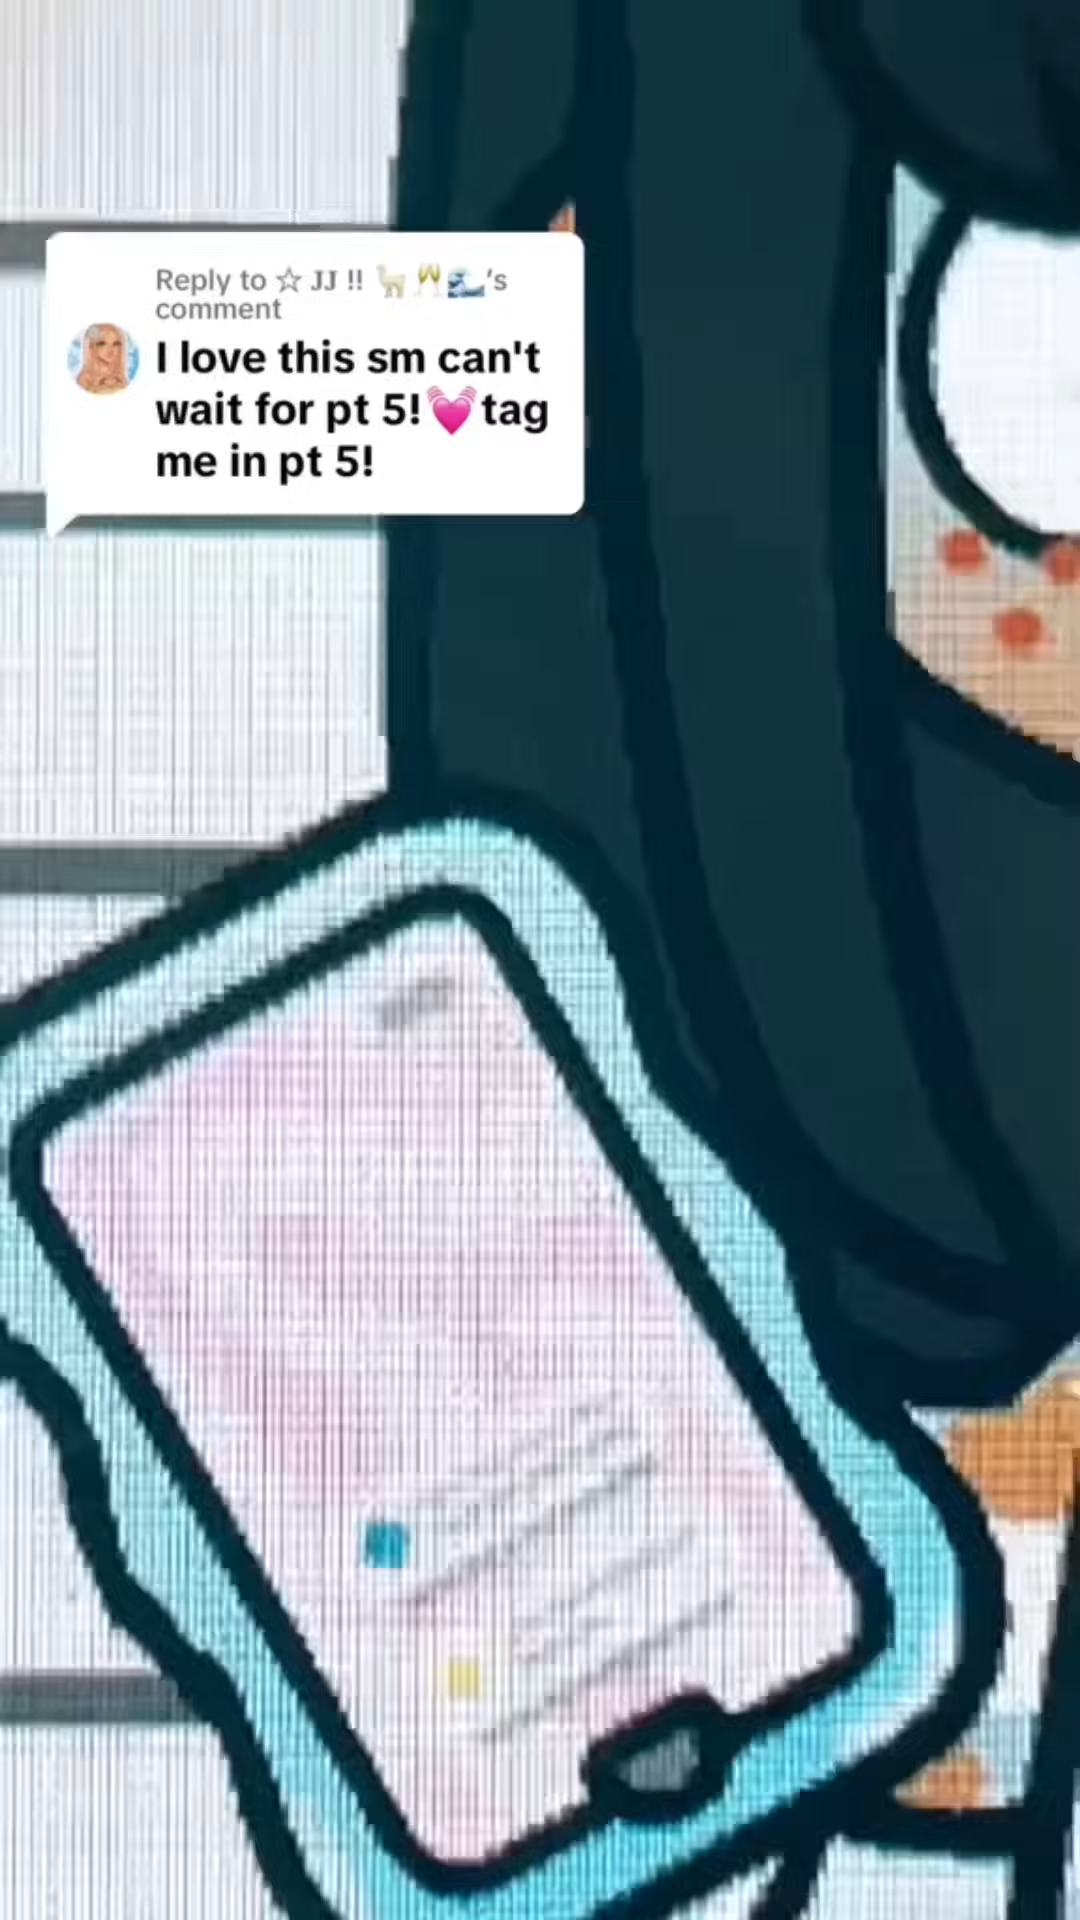 Reply to ☆ JJ !! 🦙🥂🌊's
comment
I love this sm can't
wait for pt 5!💓tag
me in pt 5!